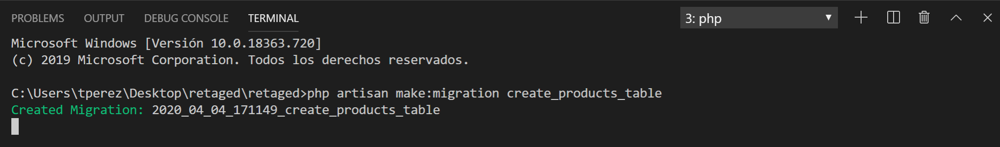 PROBLEMS OUTPUT DEBUG CONSOLE TERMINAL 3: php
Microsoft Windows [Versión 10.0.18363.720]
(c) 2019 Microsoft Corporation. Todos los derechos reservados.
C:\Users\tperez\Desktop\retaged\retaged>php artisan make:migration create_products_table
Created Migration: 2020_04_04_171149_create_products_table